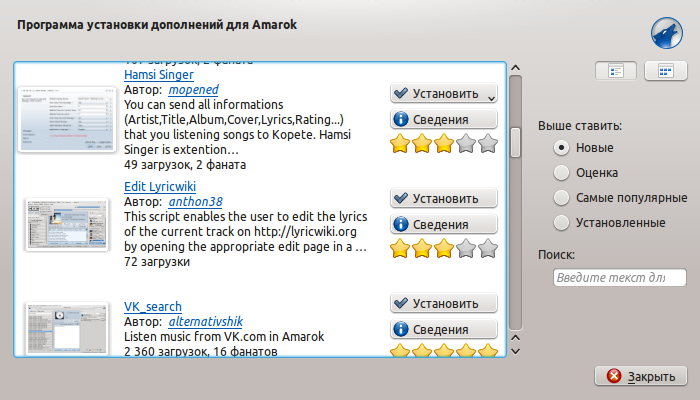 Программа установки дополнений для Amarok
107 загрузок, 2 фаната
Hamsi Singer
Автор: mopened
You can send all informations
(Artist,Title,Album,Cover,Lyrics,Rating...)
that you listening songs to Kopete. Hamsi
Singer is extention...
49 загрузок, 2 фаната
Установить
Сведения
Edit Lyricwiki
Автор: anthon38
This script enables the user to edit the lyrics
of the current track on http://lyricwiki.org
by opening the appropriate edit page in a ...
72 загрузки
Установить
Сведения
VK_search
Автор: alternativshik
Listen music from VK.com in Amarok
2 360 загрузок, 16 фанатов
Установить
Сведения
Выше ставить:
Новые
Оценка
Самые популярные
Установленные
Поиск:
Введите текст для
Закрыть